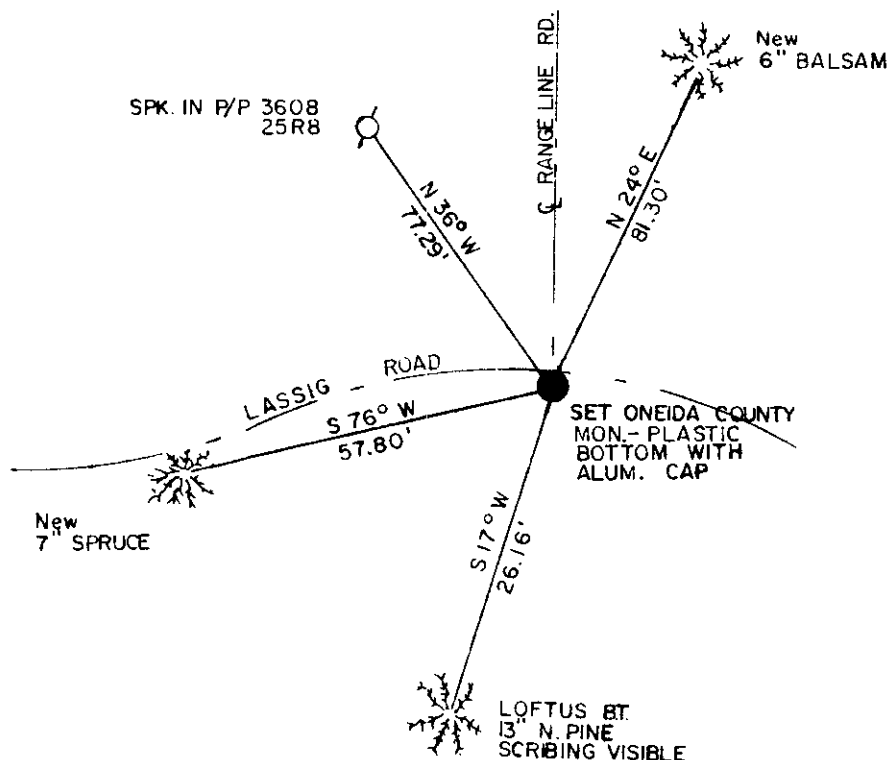 New
6" BALSAM
SPK. IN P/P 3608
25R8
℄ RANGE LINE RD.
N 36° W
77.29'
N 24° E
81.30'
LASSIG ROAD
S 76° W
57.80'
SET ONEIDA COUNTY
MON.- PLASTIC
BOTTOM WITH
ALUM. CAP
New
7" SPRUCE
S 17° W
26.16'
LOFTUS B.T.
13" N. PINE
SCRIBING VISIBLE